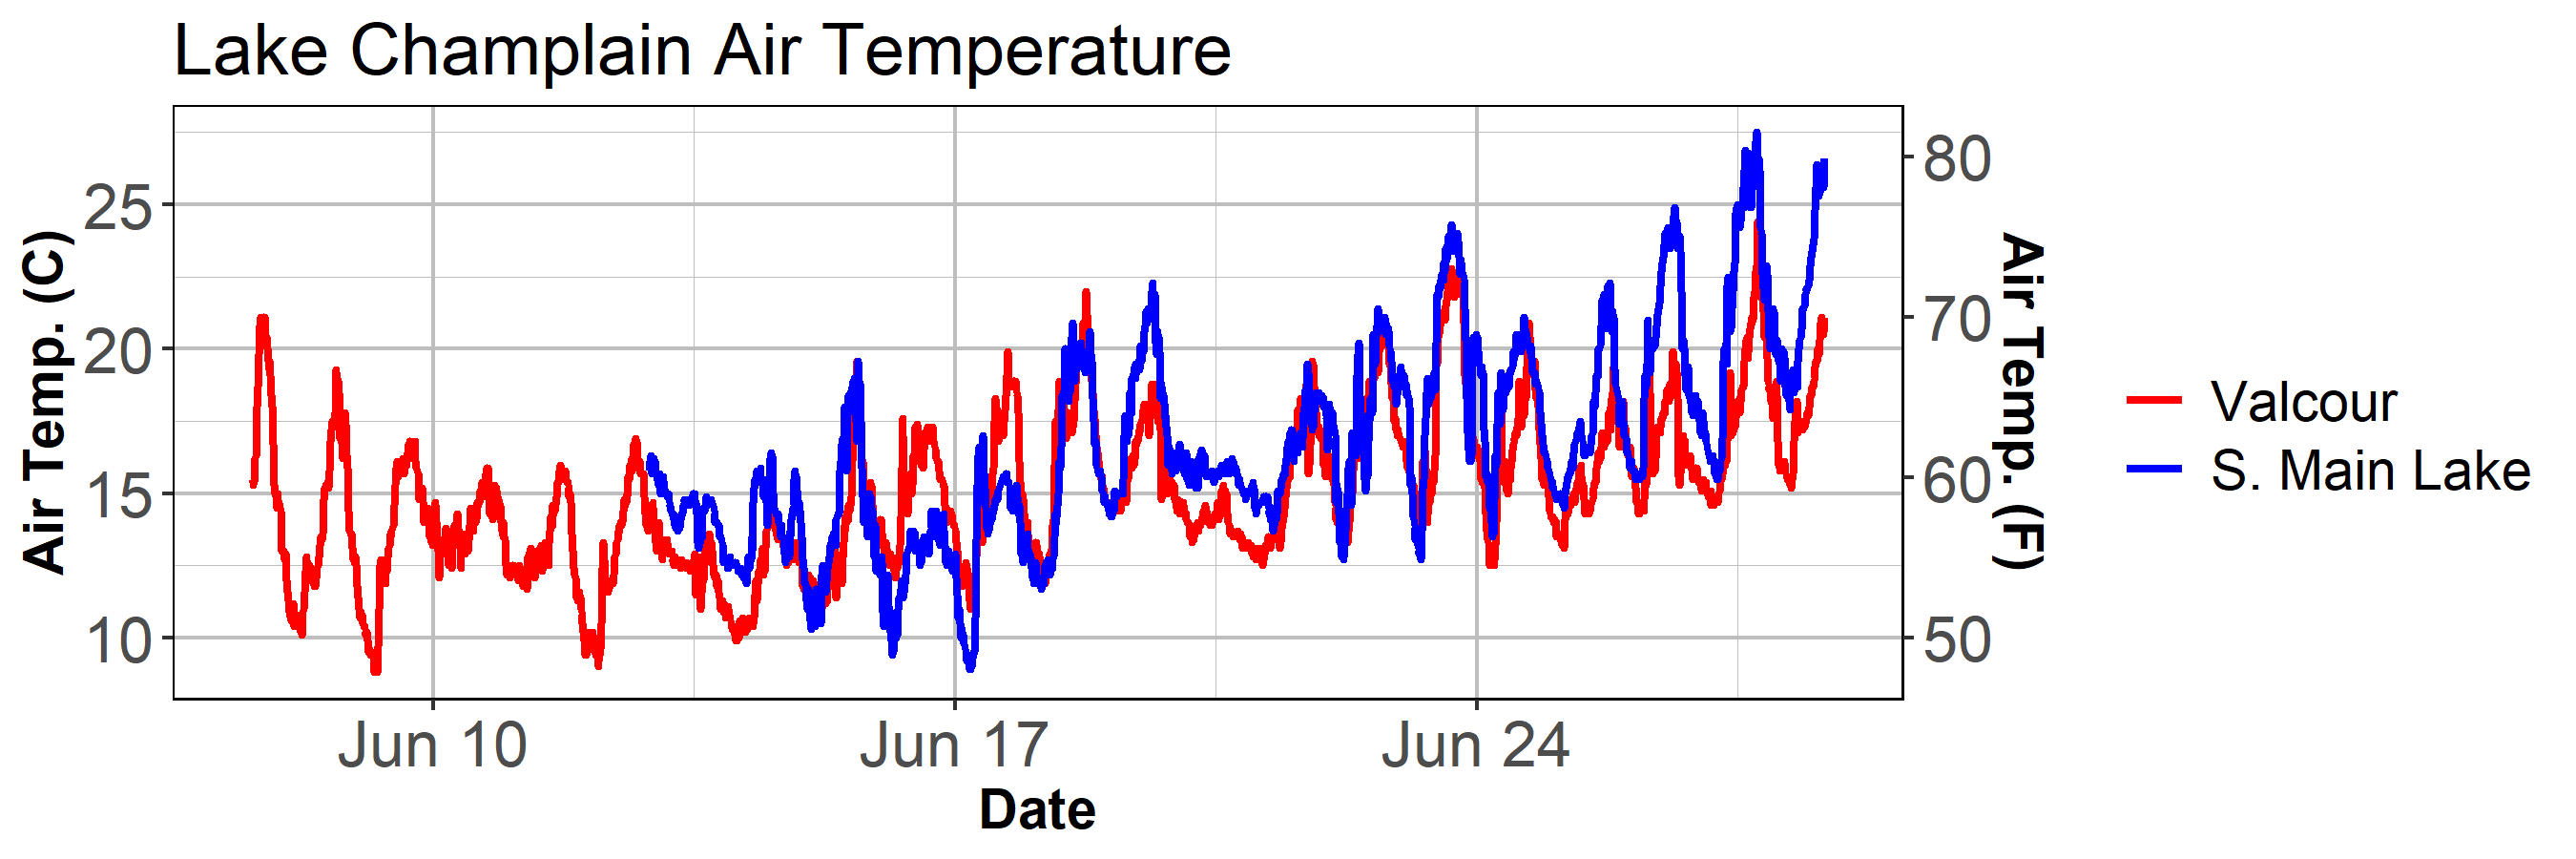 Lake Champlain Air Temperature
Air Temp. (C)
25
20
15
10
80
70
60
50
Air Temp. (F)
Jun 10
Jun 17
Jun 24
Date
Valcour
S. Main Lake